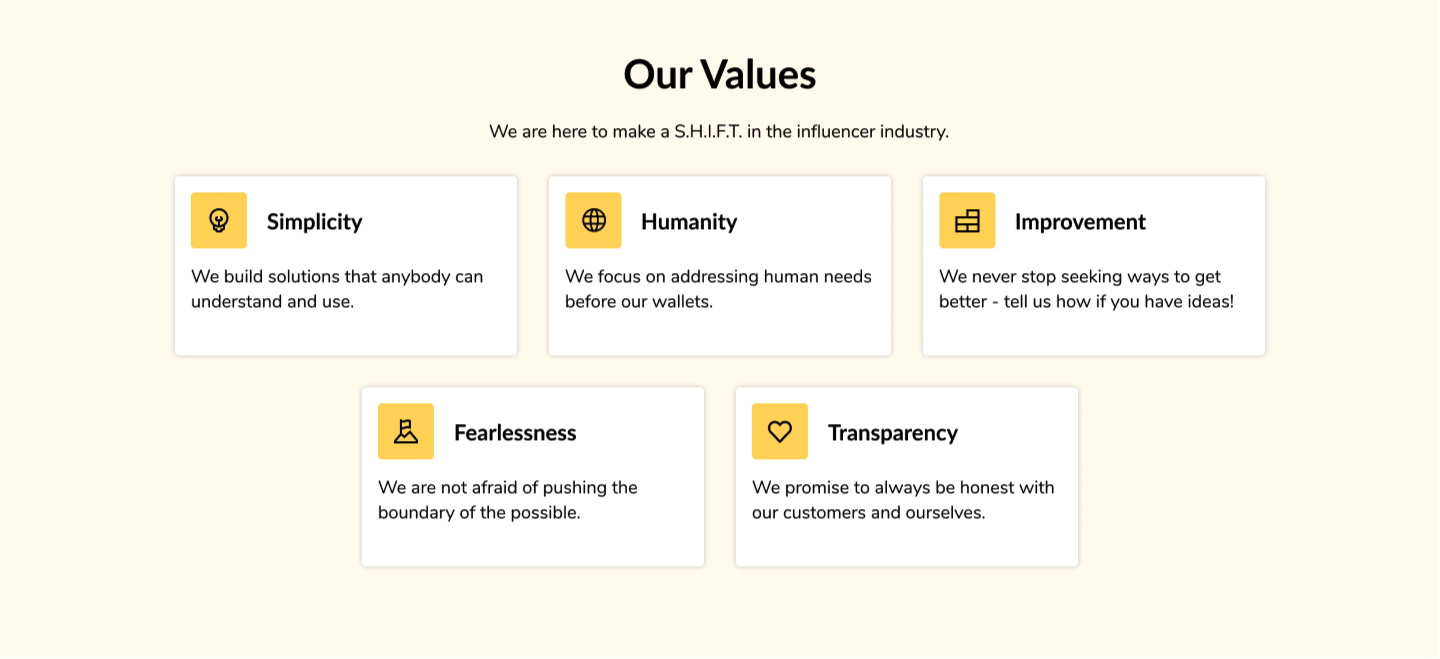 Our Values
We are here to make a S.H.I.F.T. in the influencer industry.
Simplicity
We build solutions that anybody can
understand and use.
Humanity
We focus on addressing human needs
before our wallets.
Improvement
We never stop seeking ways to get
better - tell us how if you have ideas!
Fearlessness
We are not afraid of pushing the
boundary of the possible.
Transparency
We promise to always be honest with
our customers and ourselves.